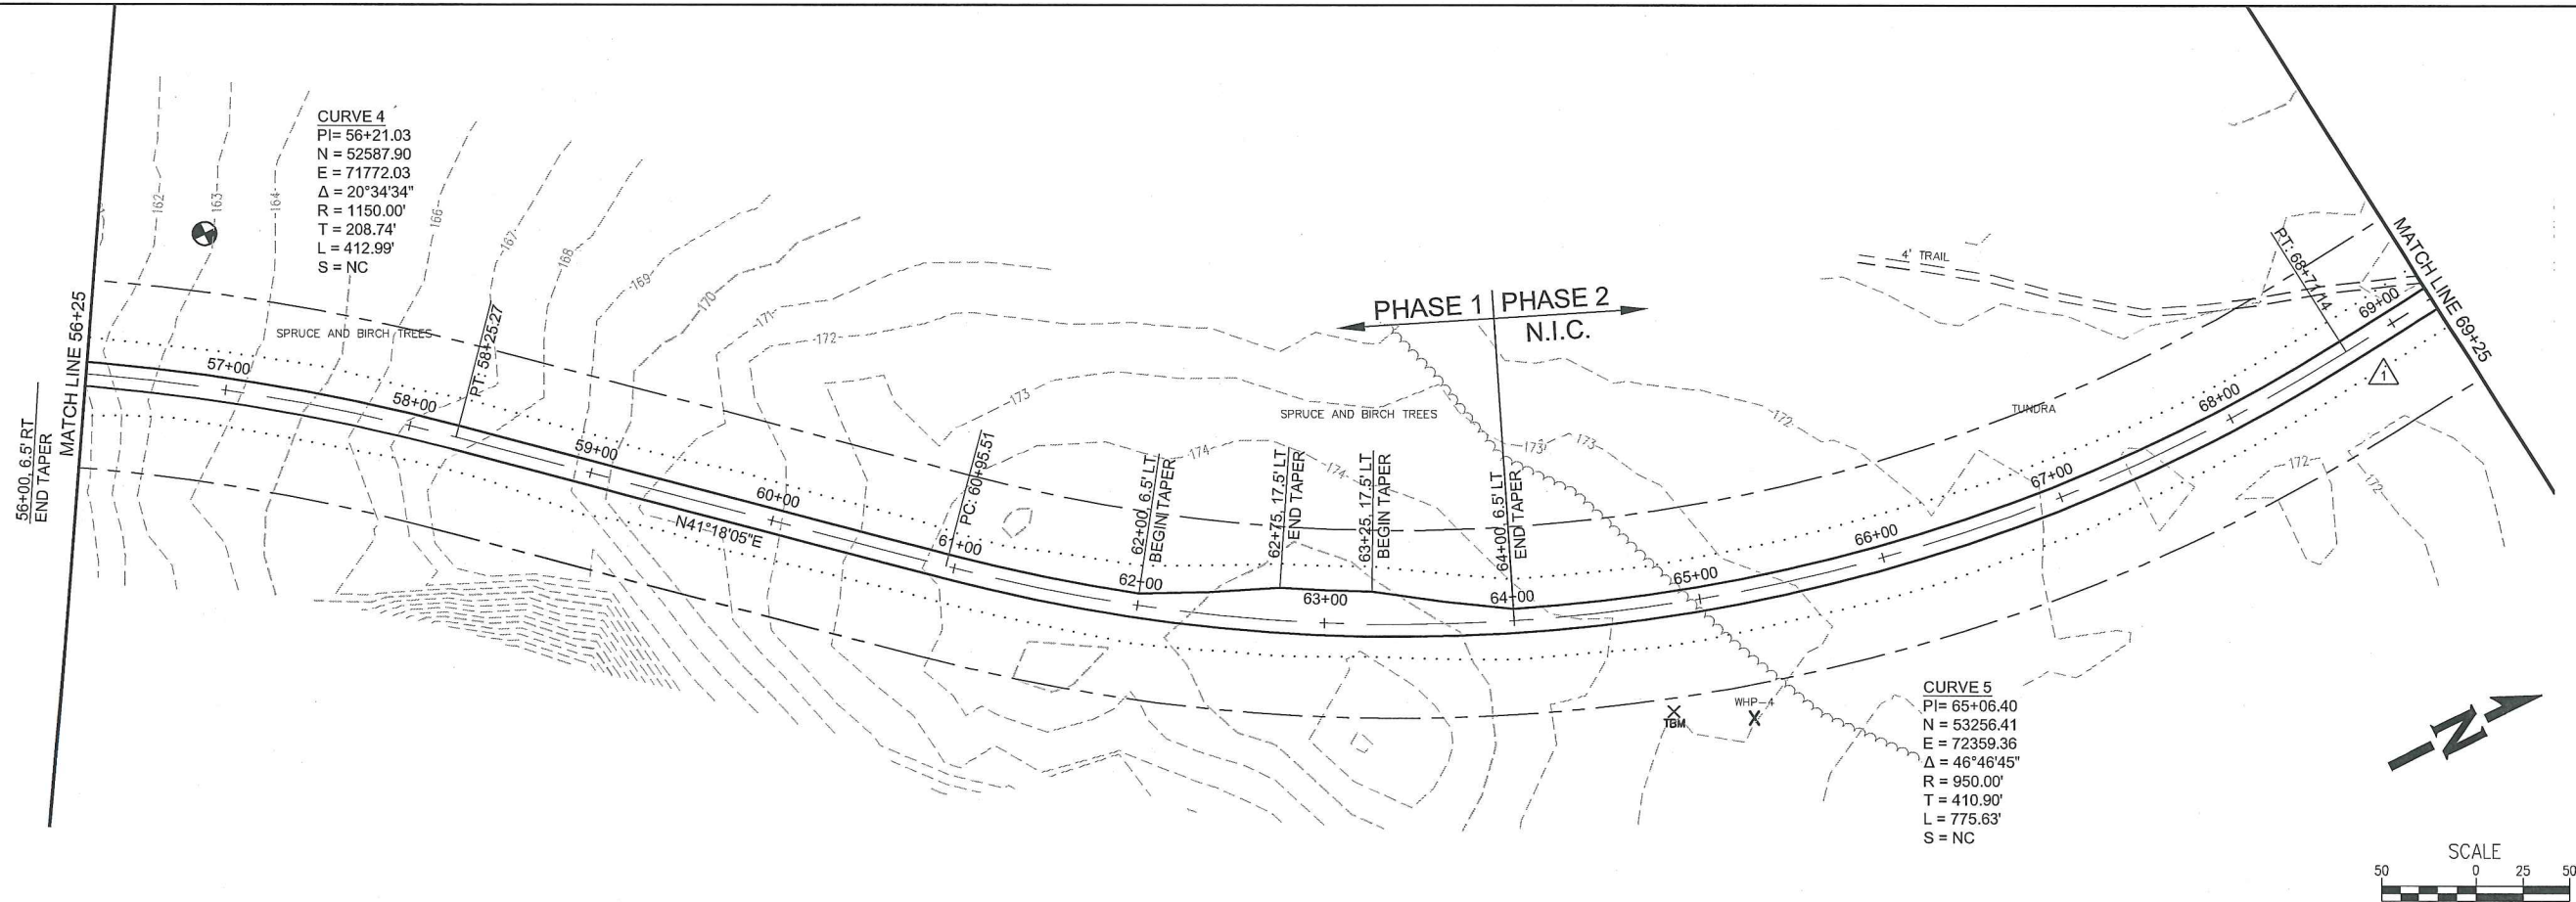 CURVE 4
PI= 56+21.03
N = 52587.90
E = 71772.03
Δ = 20°34'34"
R = 1150.00'
T = 208.74'
L = 412.99'
S = NC
162
163
164
166
167
168
169
170
171
172
173
174
MATCH LINE 56+25
56+00, 6.5' RT
END TAPER
SPRUCE AND BIRCH TREES
57+00
58+00
PT: 58+25.27
59+00
60+00
N41°18'05"E
PC: 60+95.51
61+00
62+00, 6.5' LT
BEGIN TAPER
62+00
62+75, 17.5' LT
END TAPER
63+00
63+25, 17.5' LT
BEGIN TAPER
SPRUCE AND BIRCH TREES
174
PHASE 1
PHASE 2
N.I.C.
64+00, 6.5' LT
END TAPER
64+00
173
173
172
65+00
66+00
67+00
68+00
69+00
TUNDRA
4' TRAIL
PT: 68+71.14
MATCH LINE 69+25
1
172
172
TBM
WHP-4
CURVE 5
PI= 65+06.40
N = 53256.41
E = 72359.36
Δ = 46°46'45"
R = 950.00'
T = 410.90'
L = 775.63'
S = NC
N
SCALE
50 0 25 50